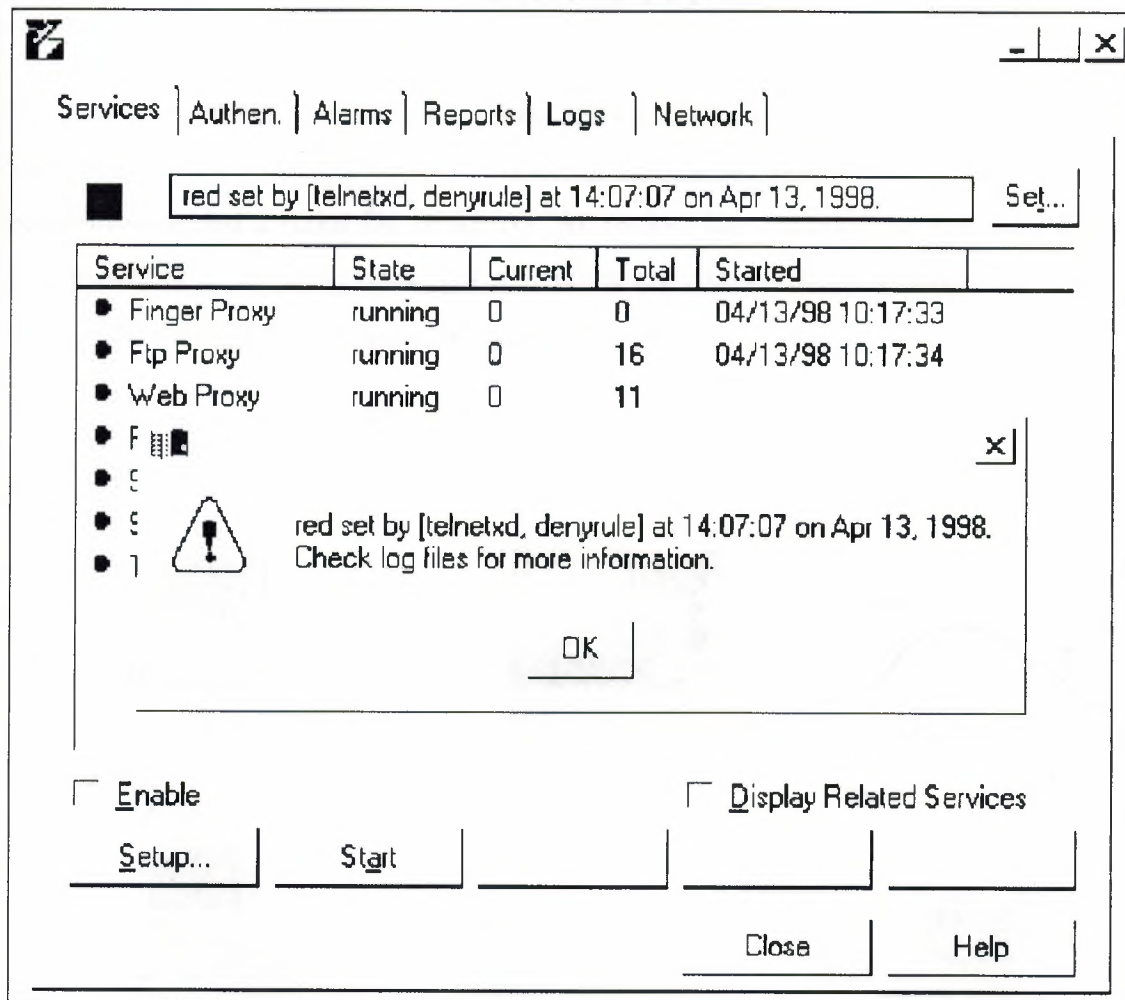 Services Authen. Alarms Reports Logs Network
red set by [telnetxd, denyrule] at 14:07:07 on Apr 13, 1998. Set...
Service State Current Total Started
Finger Proxy running 0 0 04/13/98 10:17:33
Ftp Proxy running 0 16 04/13/98 10:17:34
Web Proxy running 0 11
red set by [telnetxd, denyrule] at 14:07:07 on Apr 13, 1998.
Check log files for more information.
OK
Enable Display Related Services
Setup... Start
Close Help